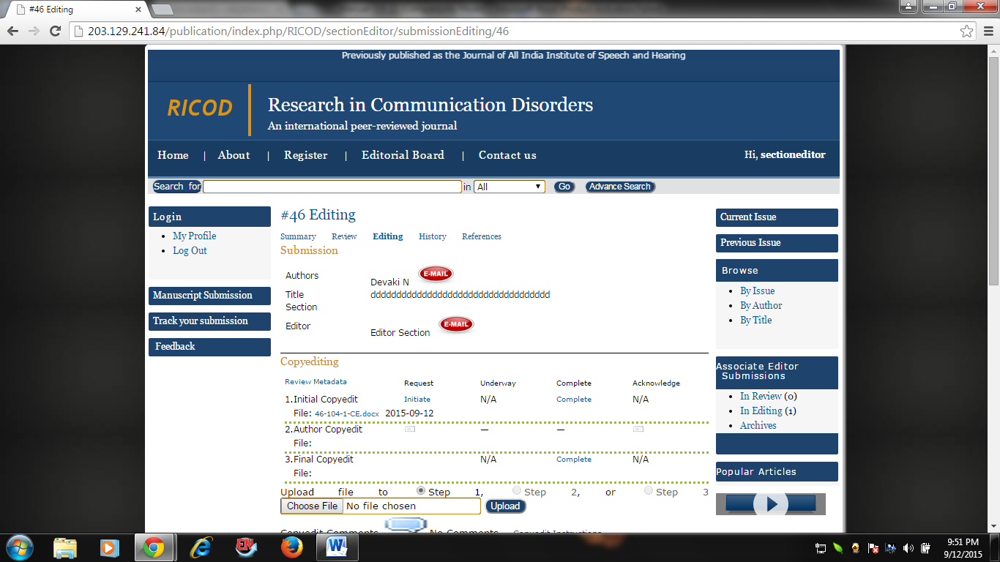 #46 Editing
203.129.241.84/publication/index.php/RICOD/sectionEditor/submissionEditing/46
Previously published as the Journal of All India Institute of Speech and Hearing
RICOD
Research in Communication Disorders
An international peer-reviewed journal
Home | About | Register | Editorial Board | Contact us
Hi, sectioneditor
Search for in All Go Advance Search
Login
My Profile
Log Out
Manuscript Submission
Track your submission
Feedback
#46 Editing
Summary Review Editing History References
Submission
Authors Devaki N E-MAIL
Title ddddddddddddddddddddddddddddddddddd
Section
Editor Editor Section E-MAIL
Copyediting
Review Metadata Request Underway Complete Acknowledge
1.Initial Copyedit Initiate N/A Complete N/A
File: 46-104-1-CE.docx 2015-09-12
2.Author Copyedit — —
File:
3.Final Copyedit N/A Complete N/A
File:
Upload file to Step 1, Step 2, or Step 3
Choose File No file chosen Upload
Copyedit Comments No Comments Copyedit Instructions
Current Issue
Previous Issue
Browse
By Issue
By Author
By Title
Associate Editor
Submissions
In Review (0)
In Editing (1)
Archives
Popular Articles
EN
W
9:51 PM
9/12/2015